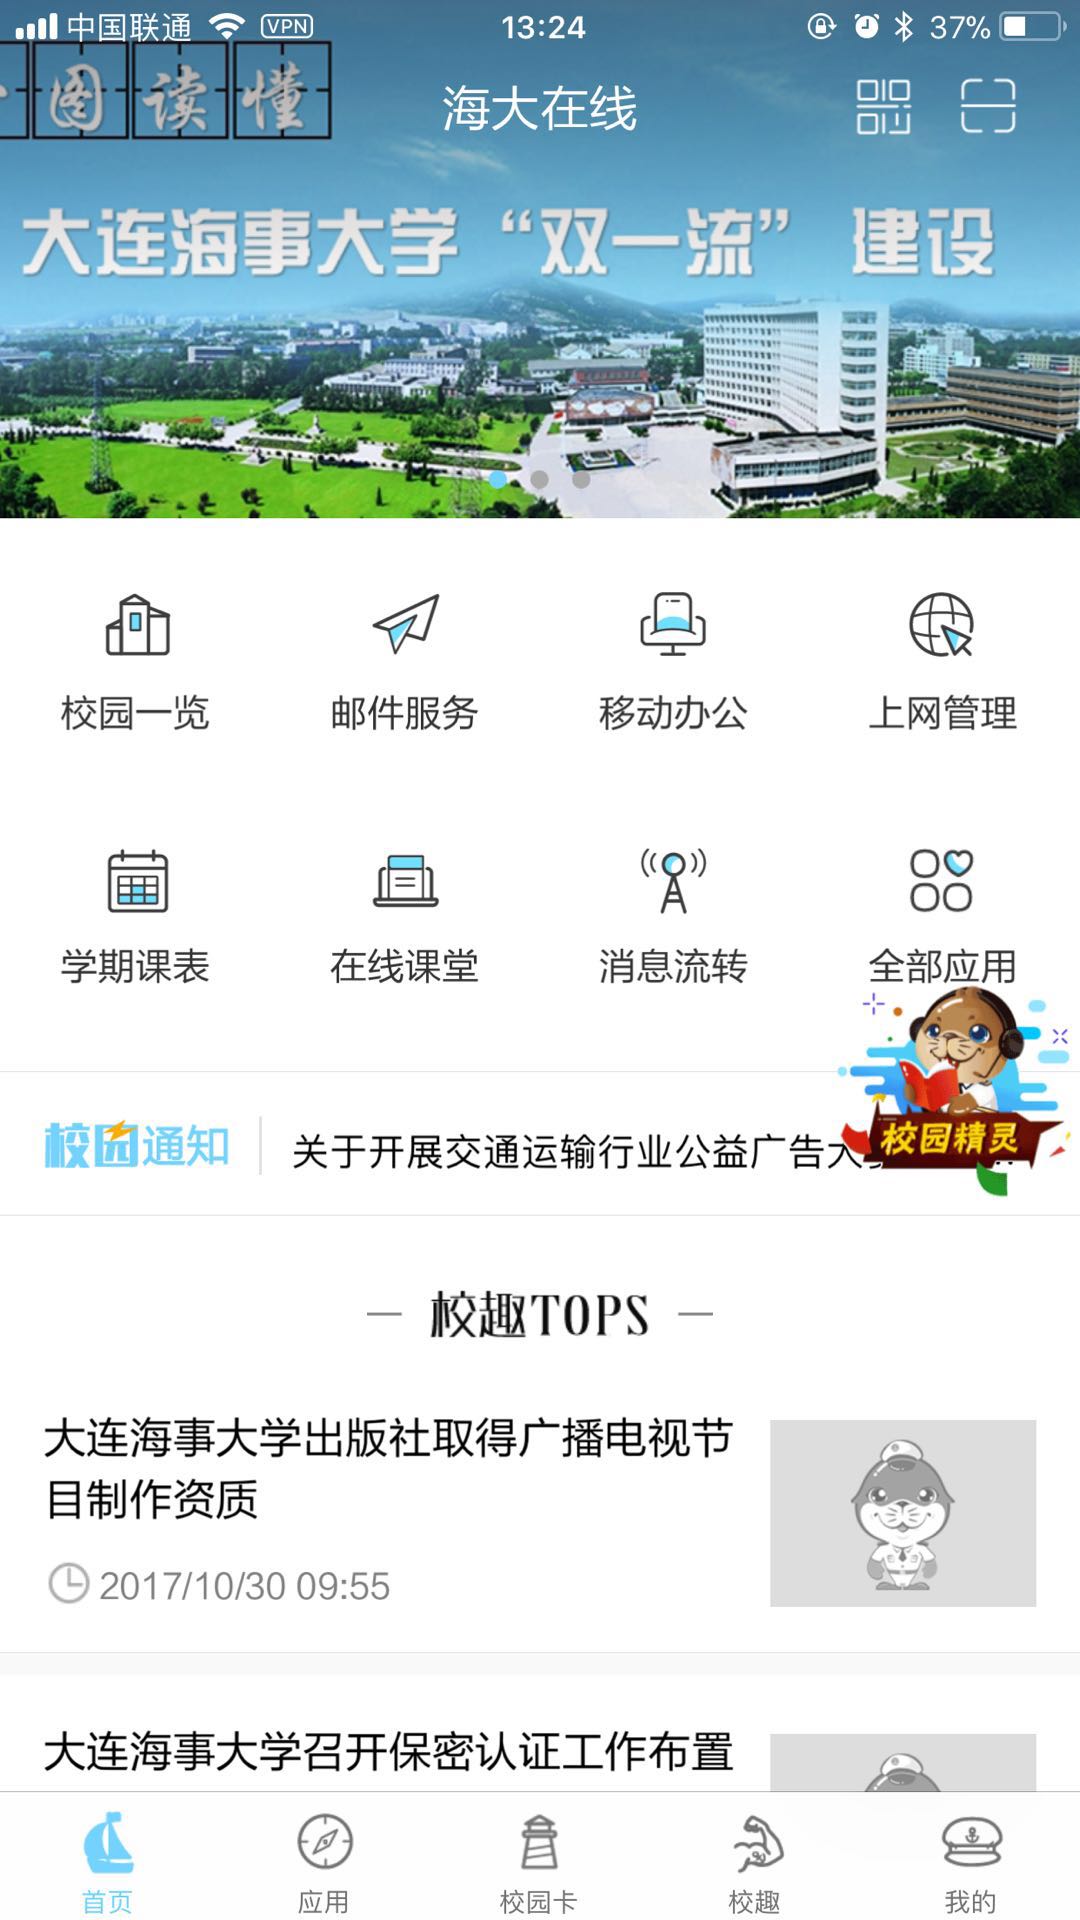 中国联通 VPN 13:24 37%
图读懂
海大在线
大连海事大学“双一流” 建设
校园一览 邮件服务 移动办公 上网管理
学期课表 在线课堂 消息流转 全部应用
校园精灵
校园通知 关于开展交通运输行业公益广告大
校趣TOPS
大连海事大学出版社取得广播电视节
目制作资质
2017/10/30 09:55
大连海事大学召开保密认证工作布置
首页 应用 校园卡 校趣 我的